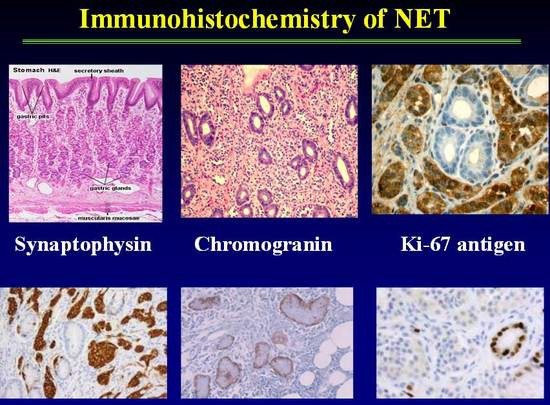 Immunohistochemistry of NET
Stomach H&E
secretory sheath
gastric pits
gastric glands
muscularis mucosae
Synaptophysin
Chromogranin
Ki-67 antigen